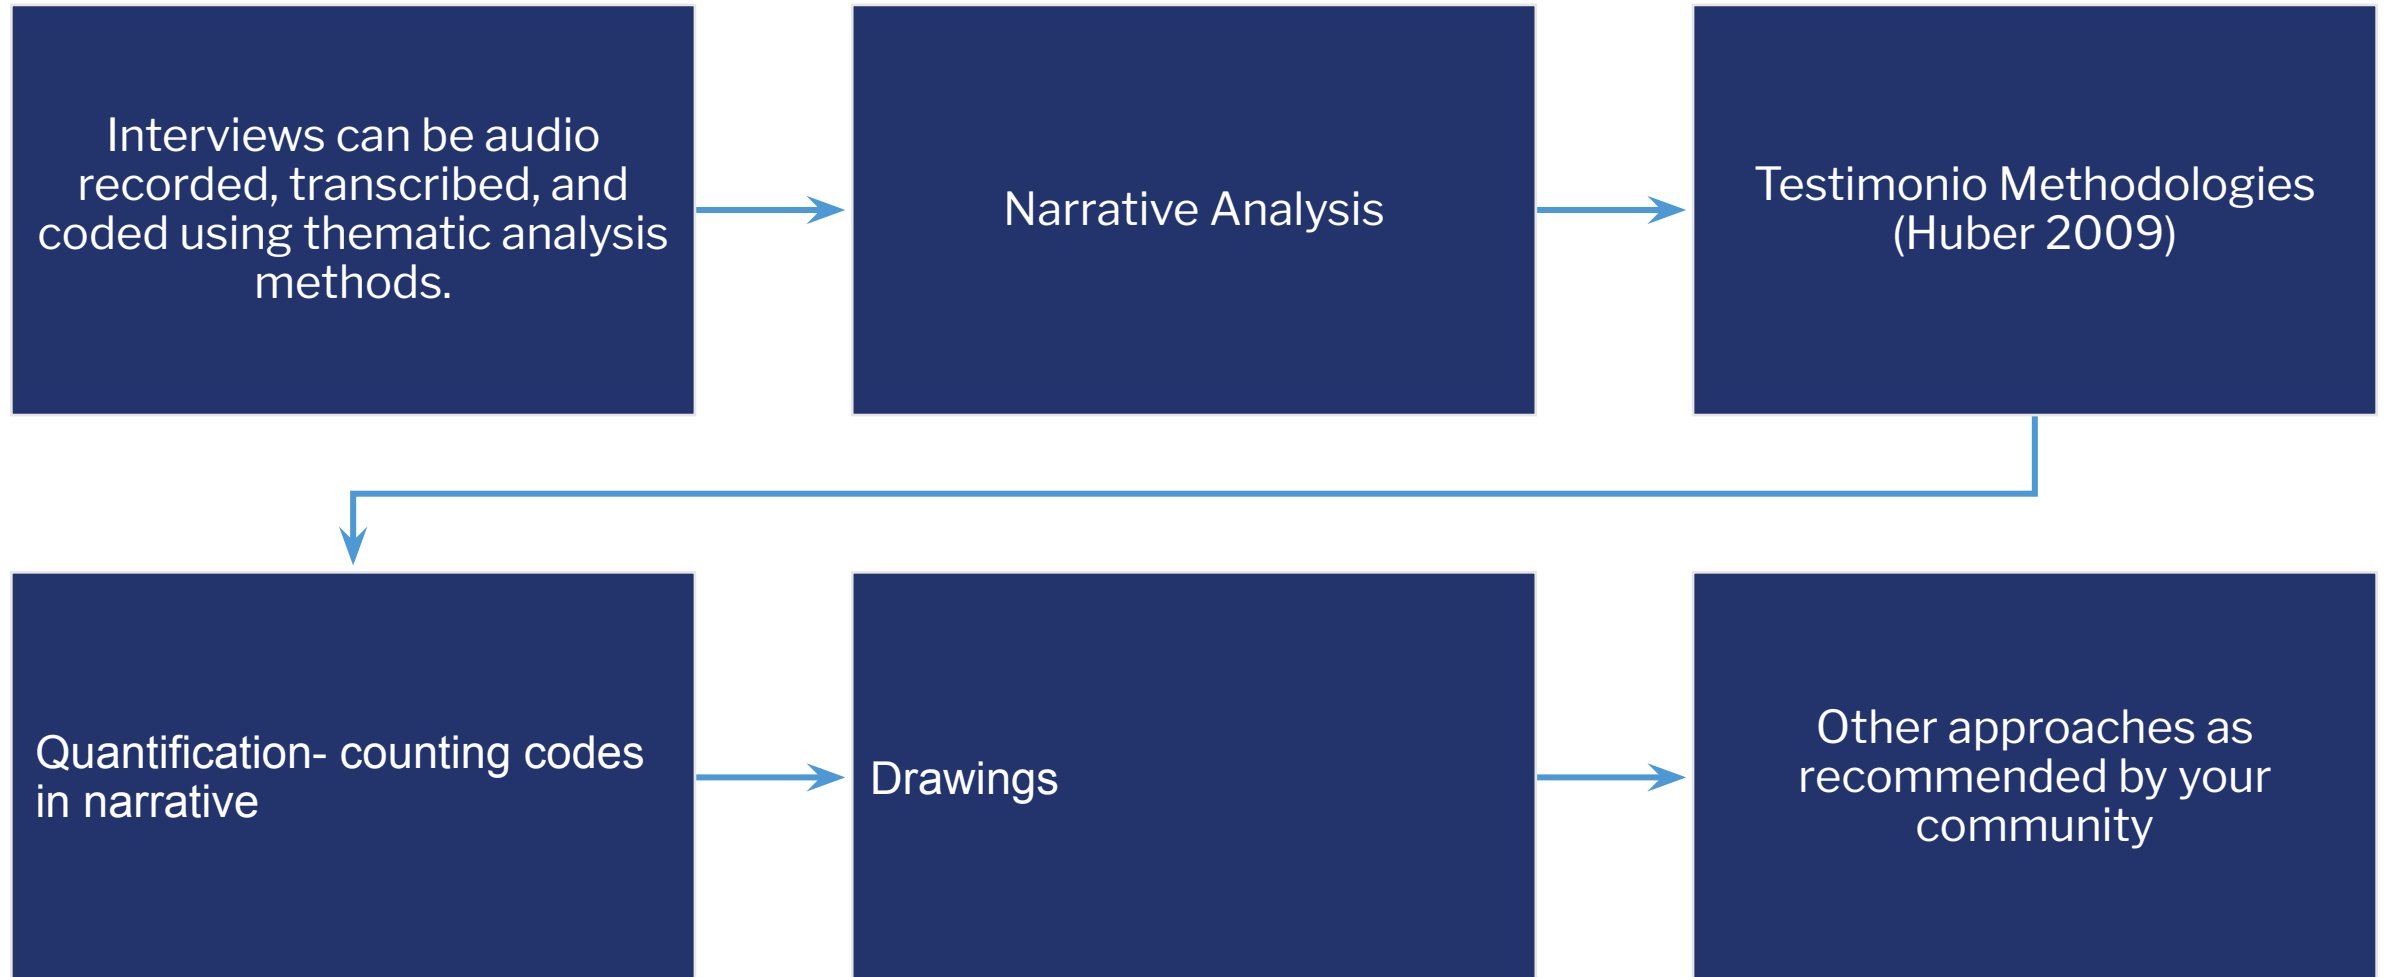 Interviews can be audio
recorded, transcribed, and
coded using thematic analysis
methods.
Narrative Analysis
Testimonio Methodologies
(Huber 2009)
Quantification- counting codes
in narrative
Drawings
Other approaches as
recommended by your
community